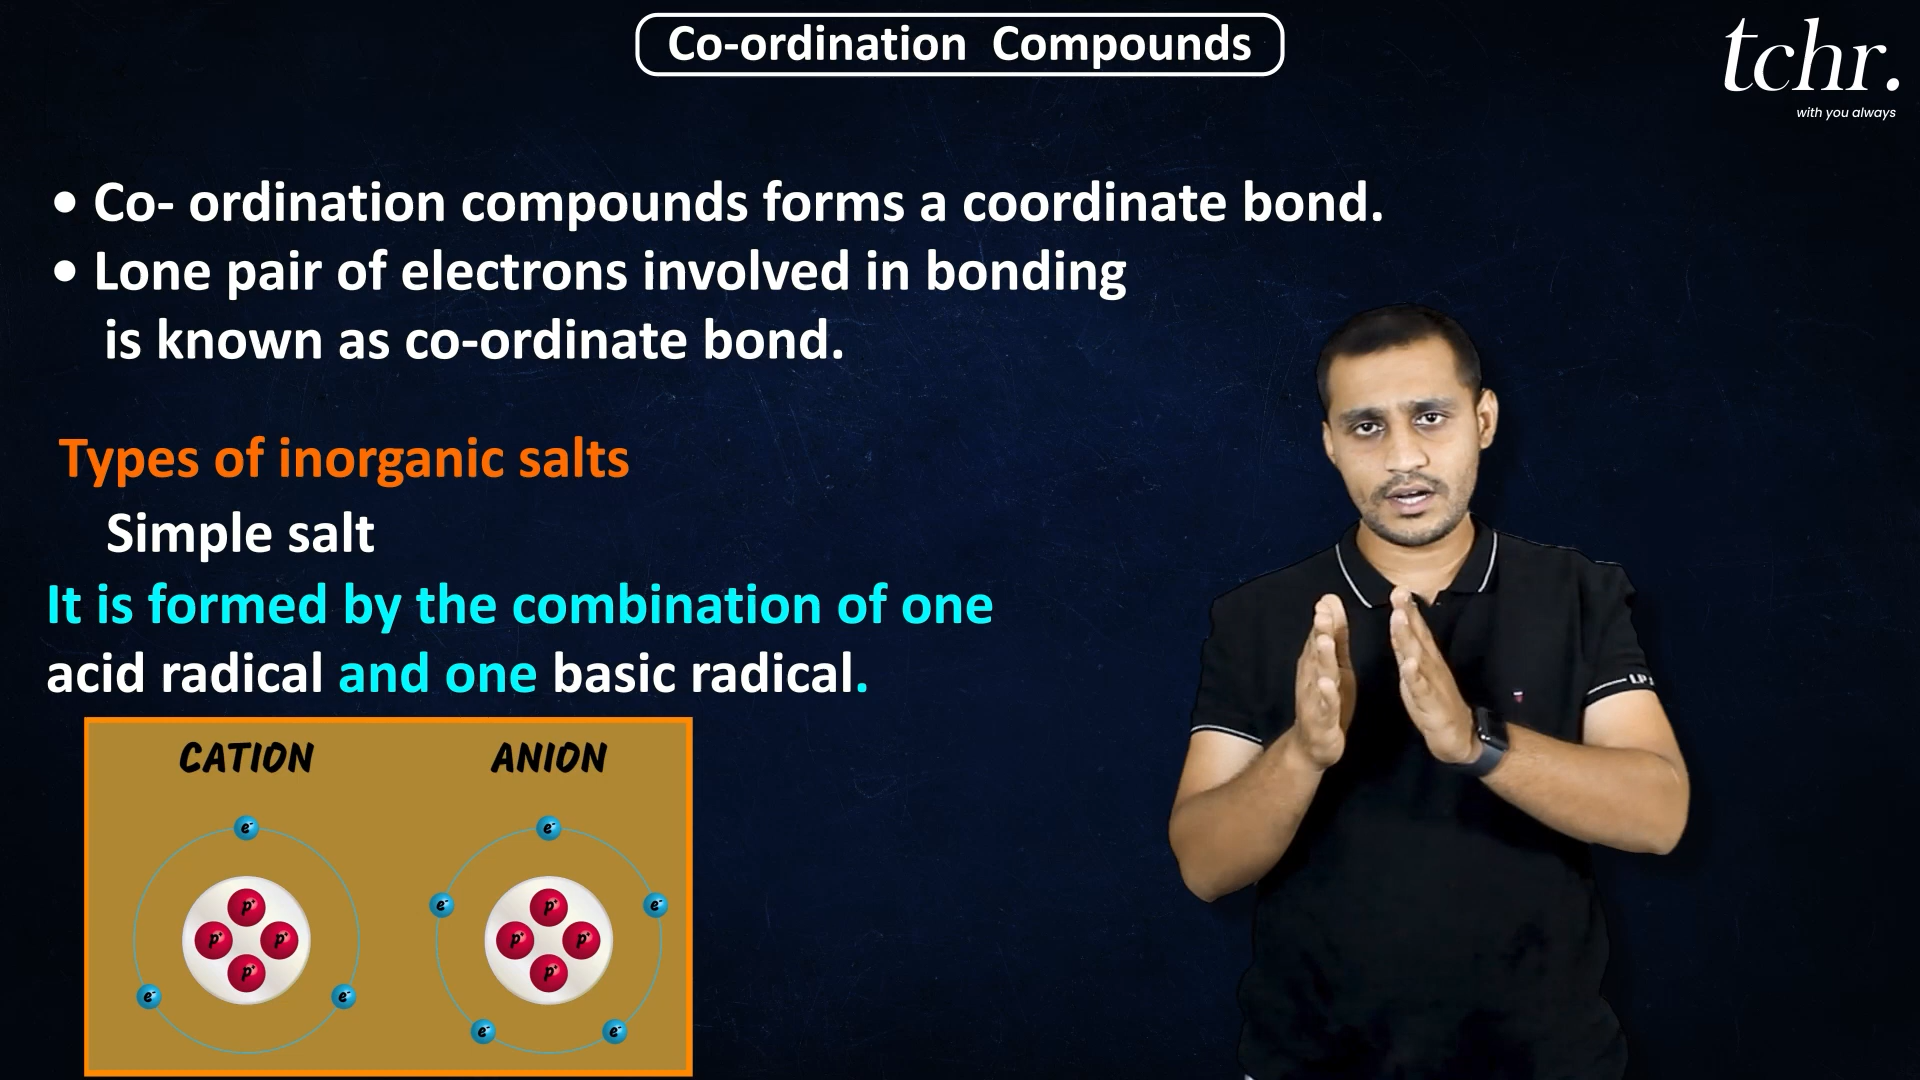 Co-ordination Compounds
tchr.
with you always
• Co- ordination compounds forms a coordinate bond.
• Lone pair of electrons involved in bonding
is known as co-ordinate bond.
Types of inorganic salts
Simple salt
It is formed by the combination of one
acid radical and one basic radical.
CATION ANION
e⁻ e⁻
p⁺ p⁺
e⁻ e⁻
p⁺ p⁺ p⁺ p⁺
p⁺ p⁺
e⁻ e⁻
e⁻ e⁻